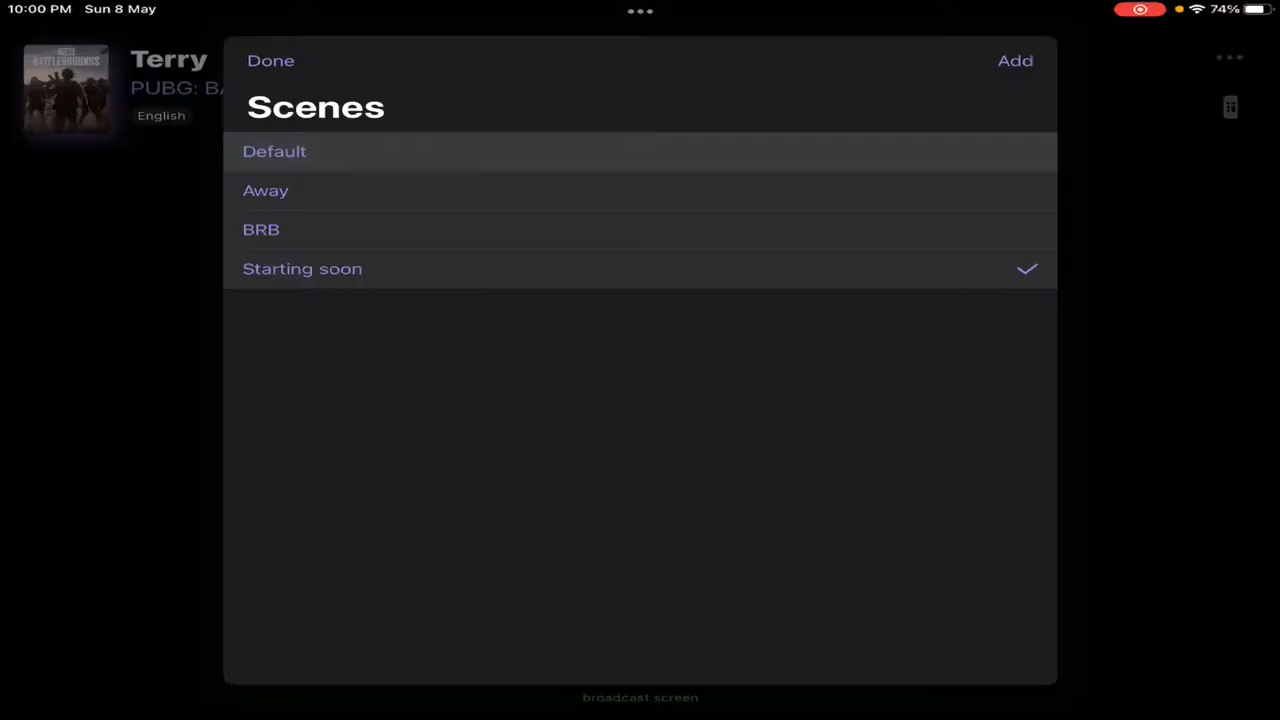 10:00 PM Sun 8 May
74%
BATTLEGROUNDS
Terry
PUBG: BA
English
Done
Add
Scenes
Default
Away
BRB
Starting soon
broadcast screen